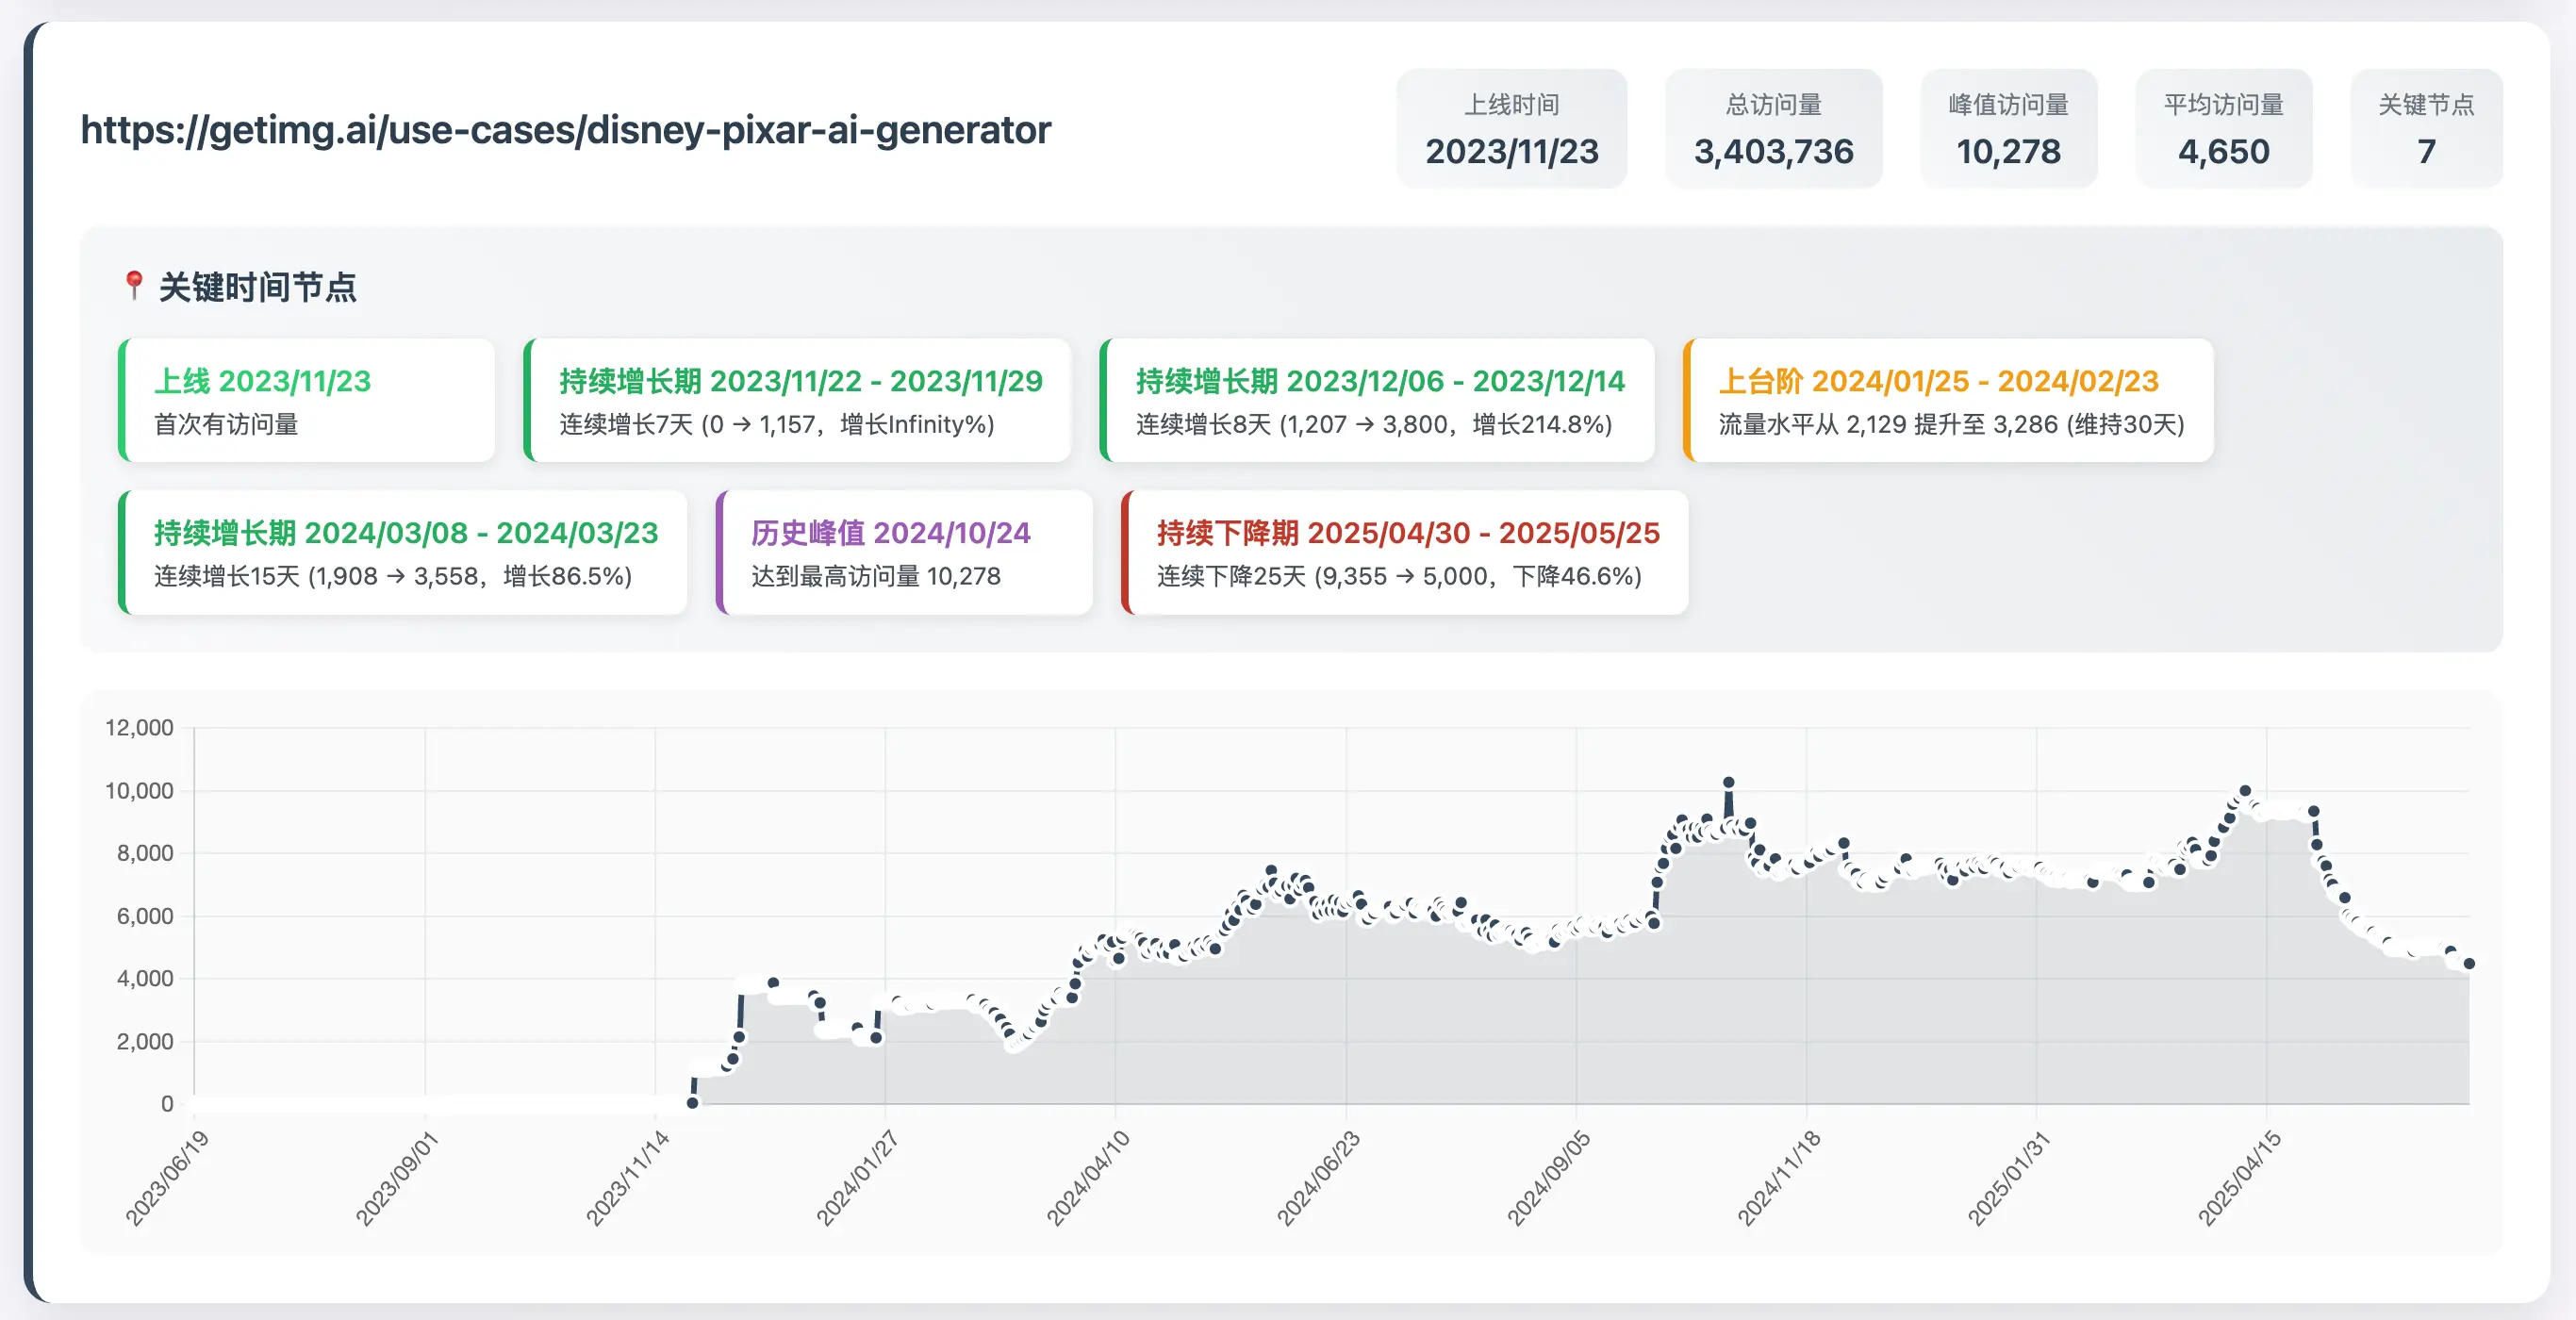 https://getimg.ai/use-cases/disney-pixar-ai-generator
上线时间
2023/11/23
总访问量
3,403,736
峰值访问量
10,278
平均访问量
4,650
关键节点
7
📍 关键时间节点
上线 2023/11/23
首次有访问量
持续增长期 2023/11/22 - 2023/11/29
连续增长7天 (0 → 1,157，增长Infinity%)
持续增长期 2023/12/06 - 2023/12/14
连续增长8天 (1,207 → 3,800，增长214.8%)
上台阶 2024/01/25 - 2024/02/23
流量水平从 2,129 提升至 3,286 (维持30天)
持续增长期 2024/03/08 - 2024/03/23
连续增长15天 (1,908 → 3,558，增长86.5%)
历史峰值 2024/10/24
达到最高访问量 10,278
持续下降期 2025/04/30 - 2025/05/25
连续下降25天 (9,355 → 5,000，下降46.6%)
12,000
10,000
8,000
6,000
4,000
2,000
0
2023/06/19
2023/09/01
2023/11/14
2024/01/27
2024/04/10
2024/06/23
2024/09/05
2024/11/18
2025/01/31
2025/04/15